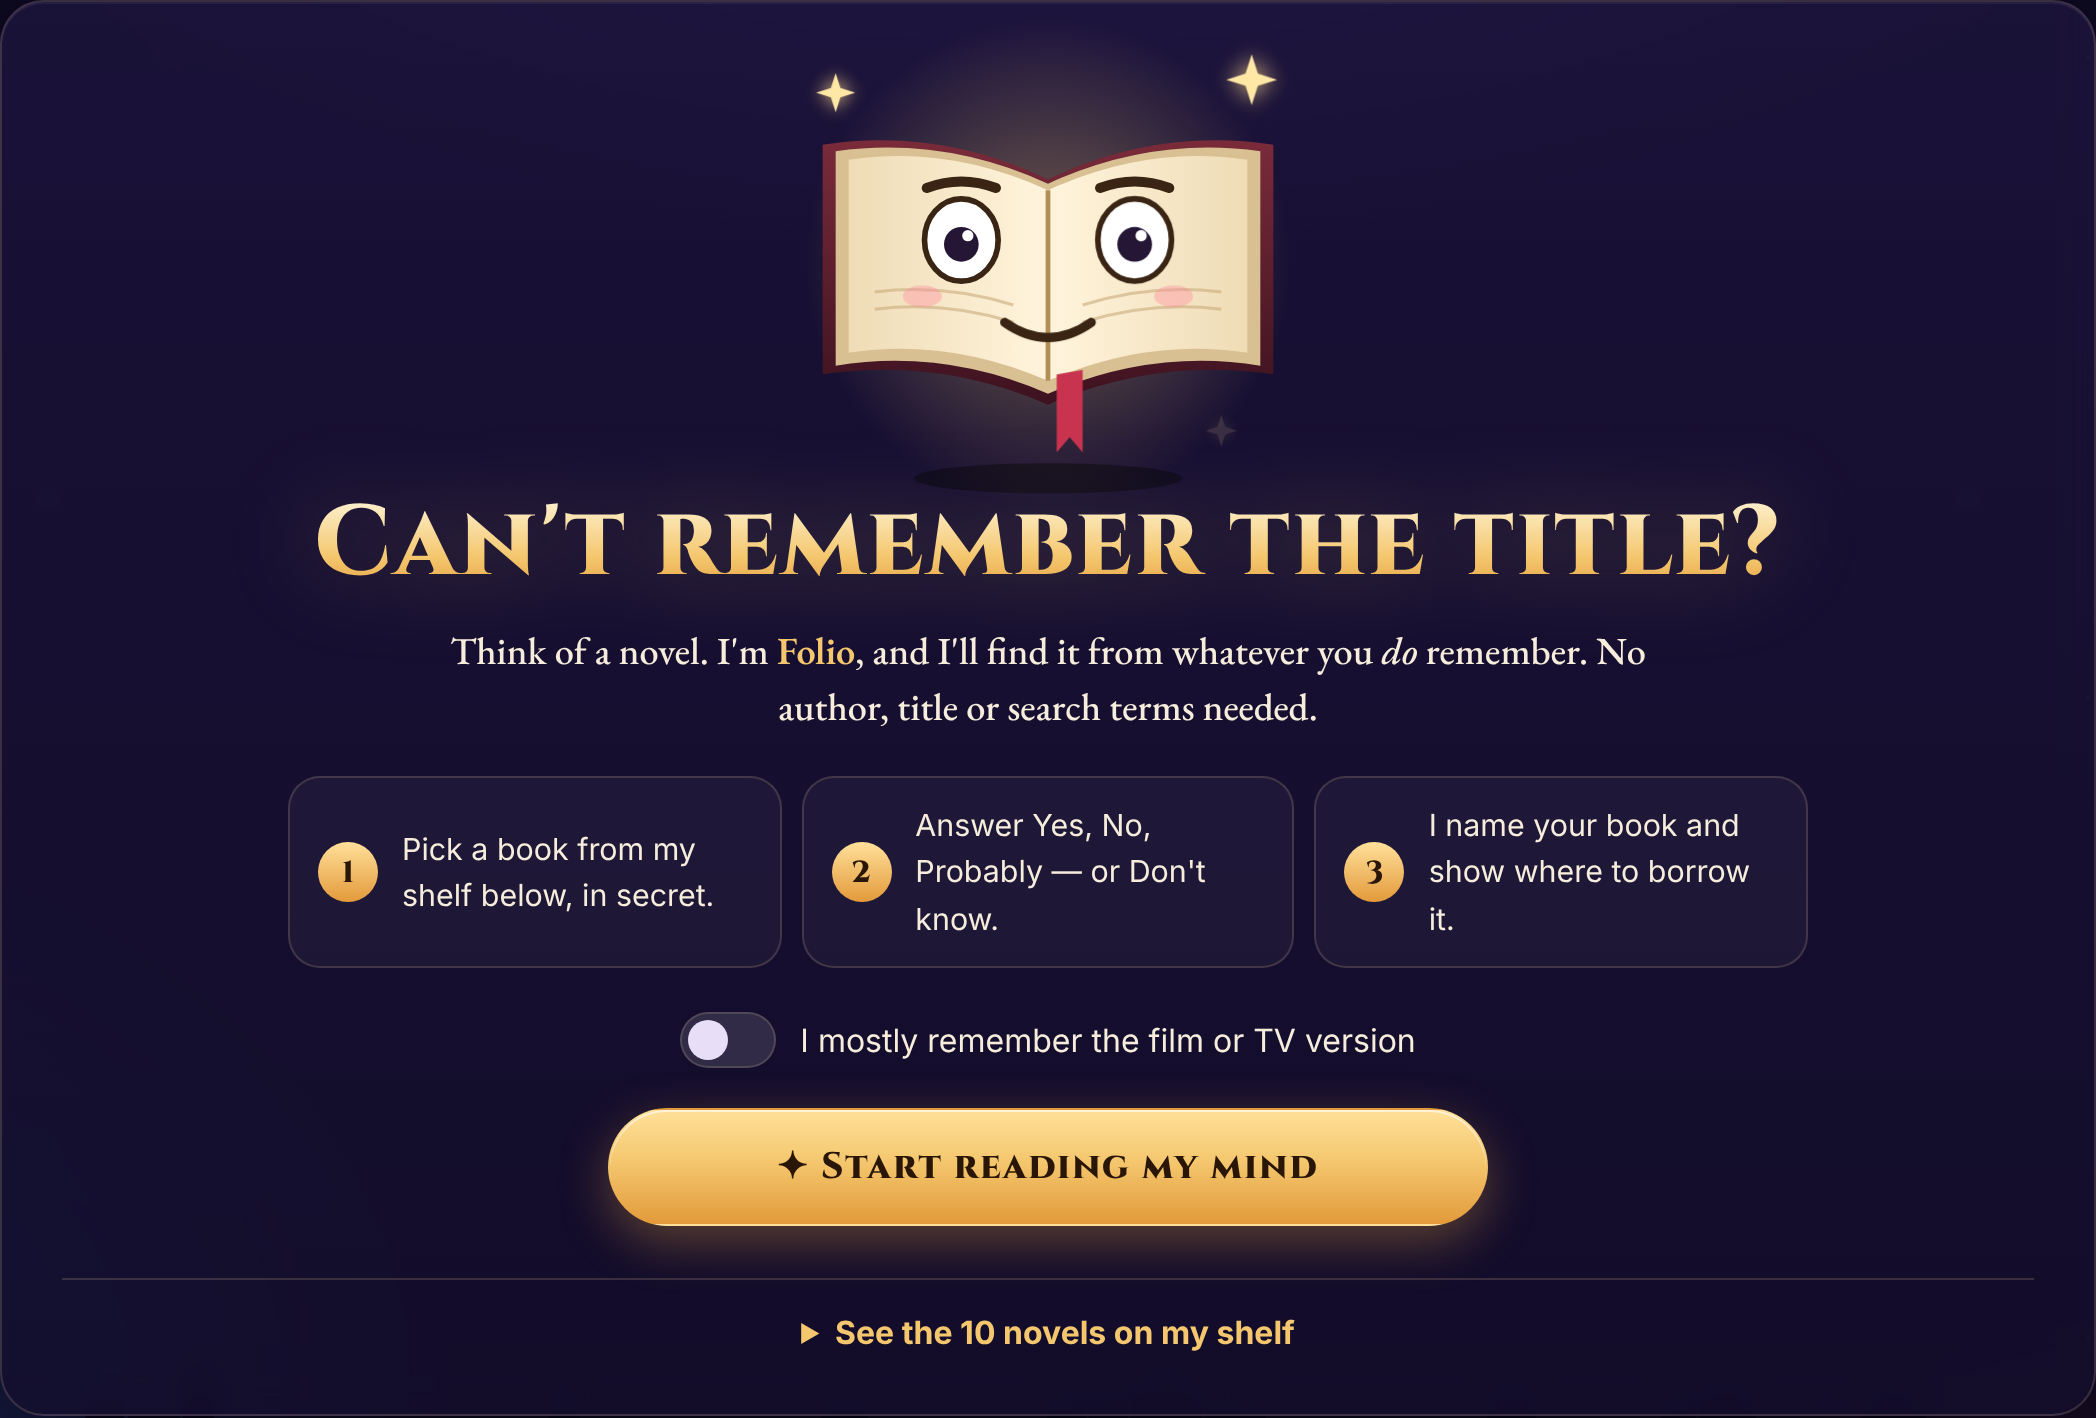 Can't remember the title?
Think of a novel. I'm Folio, and I'll find it from whatever you do remember. No
author, title or search terms needed.
1
Pick a book from my
shelf below, in secret.
2
Answer Yes, No,
Probably — or Don't
know.
3
I name your book and
show where to borrow
it.
I mostly remember the film or TV version
✦ Start reading my mind
▶ See the 10 novels on my shelf